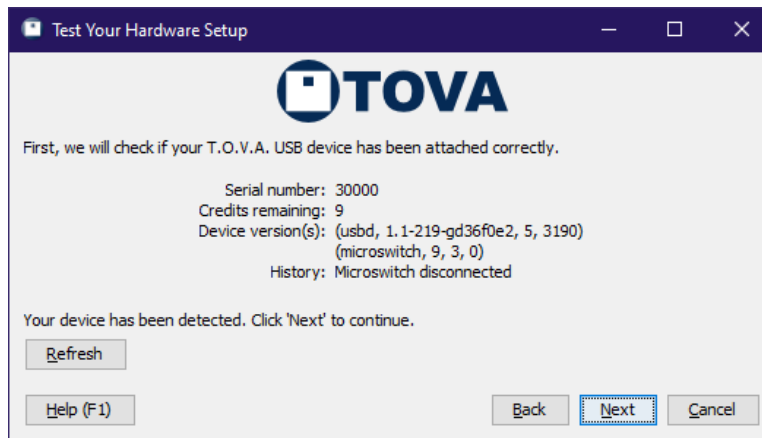 Test Your Hardware Setup
TOVA
First, we will check if your T.O.V.A. USB device has been attached correctly.
Serial number: 30000
Credits remaining: 9
Device version(s): (usbd, 1.1-219-gd36f0e2, 5, 3190)
(microswitch, 9, 3, 0)
History: Microswitch disconnected
Your device has been detected. Click 'Next' to continue.
Refresh
Help (F1) Back Next Cancel